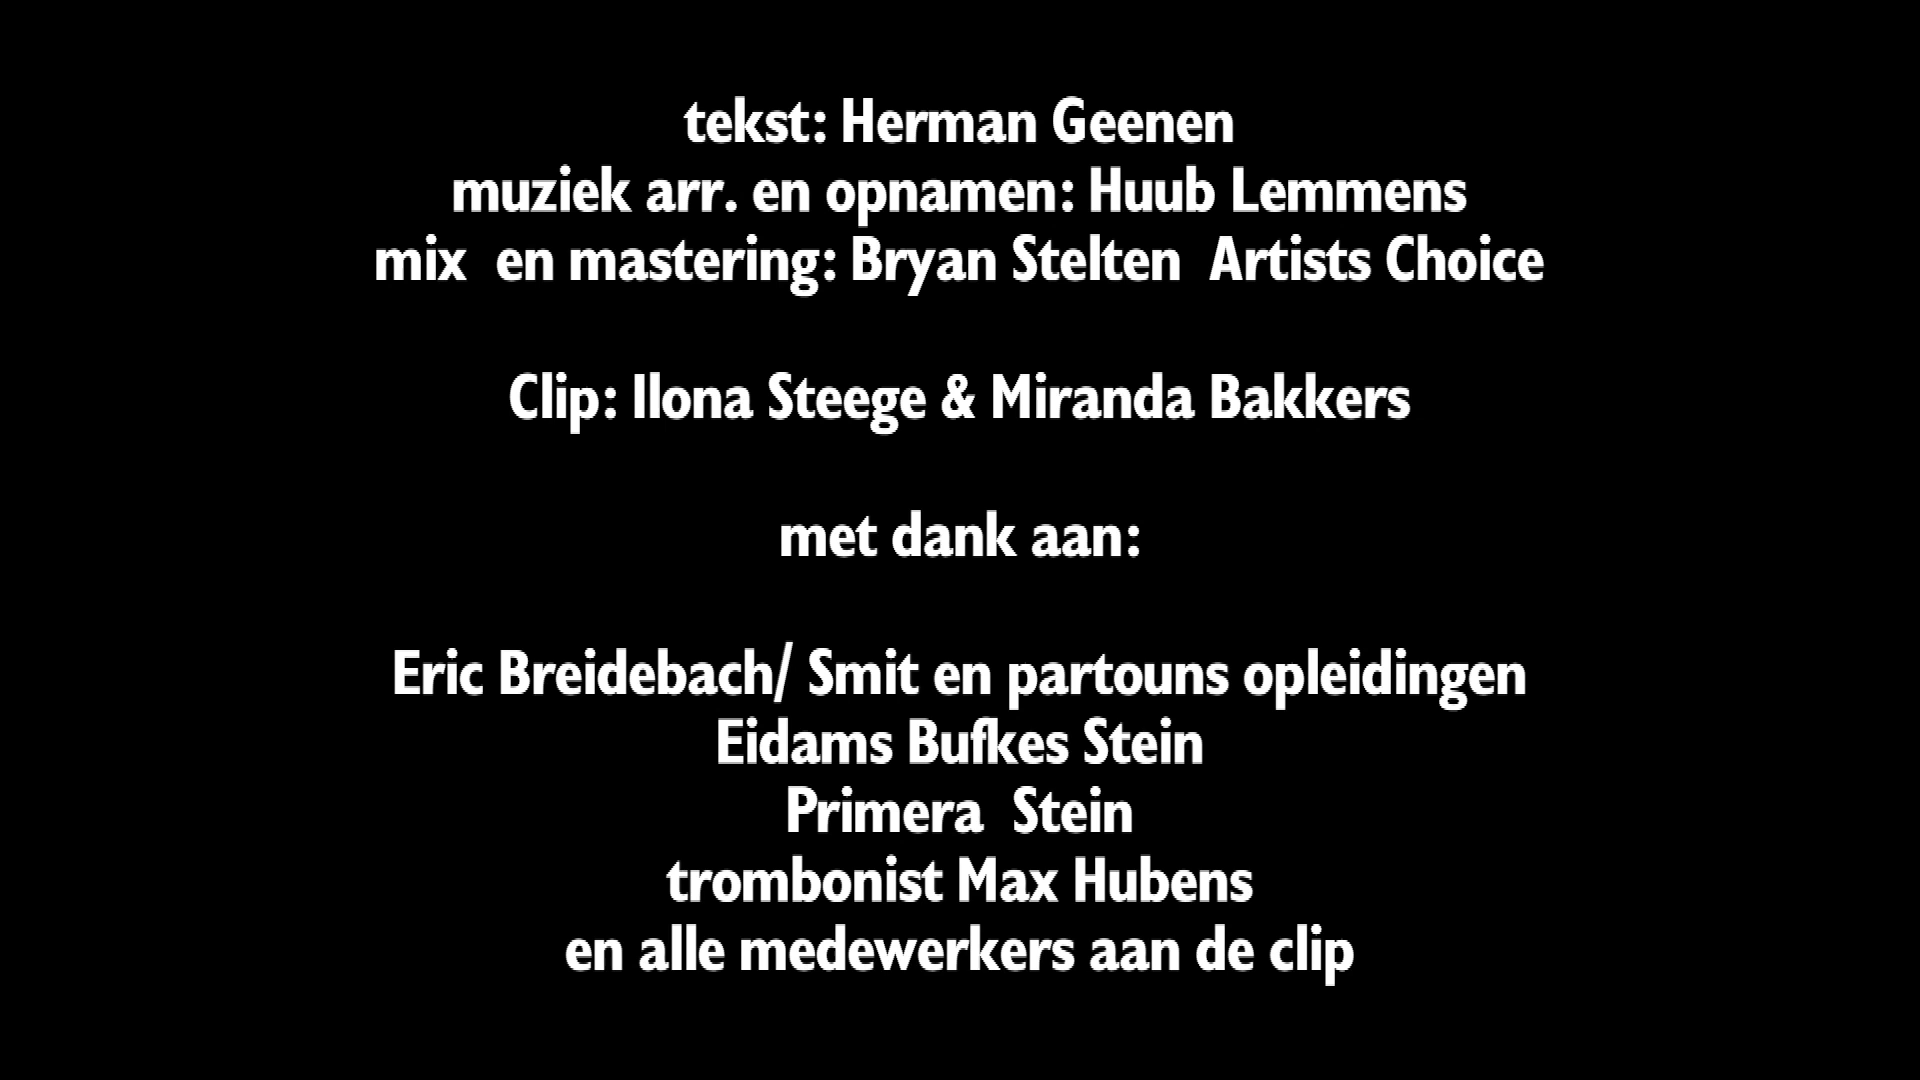 tekst: Herman Geenen
muziek arr. en opnamen: Huub Lemmens
mix  en mastering: Bryan Stelten  Artists Choice
Clip: Ilona Steege & Miranda Bakkers
met dank aan:
Eric Breidebach/ Smit en partouns opleidingen
Eidams Bufkes Stein
Primera  Stein
trombonist Max Hubens
en alle medewerkers aan de clip